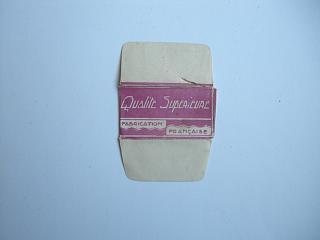 Qualité Supérieure
FABRICATION
FRANÇAISE